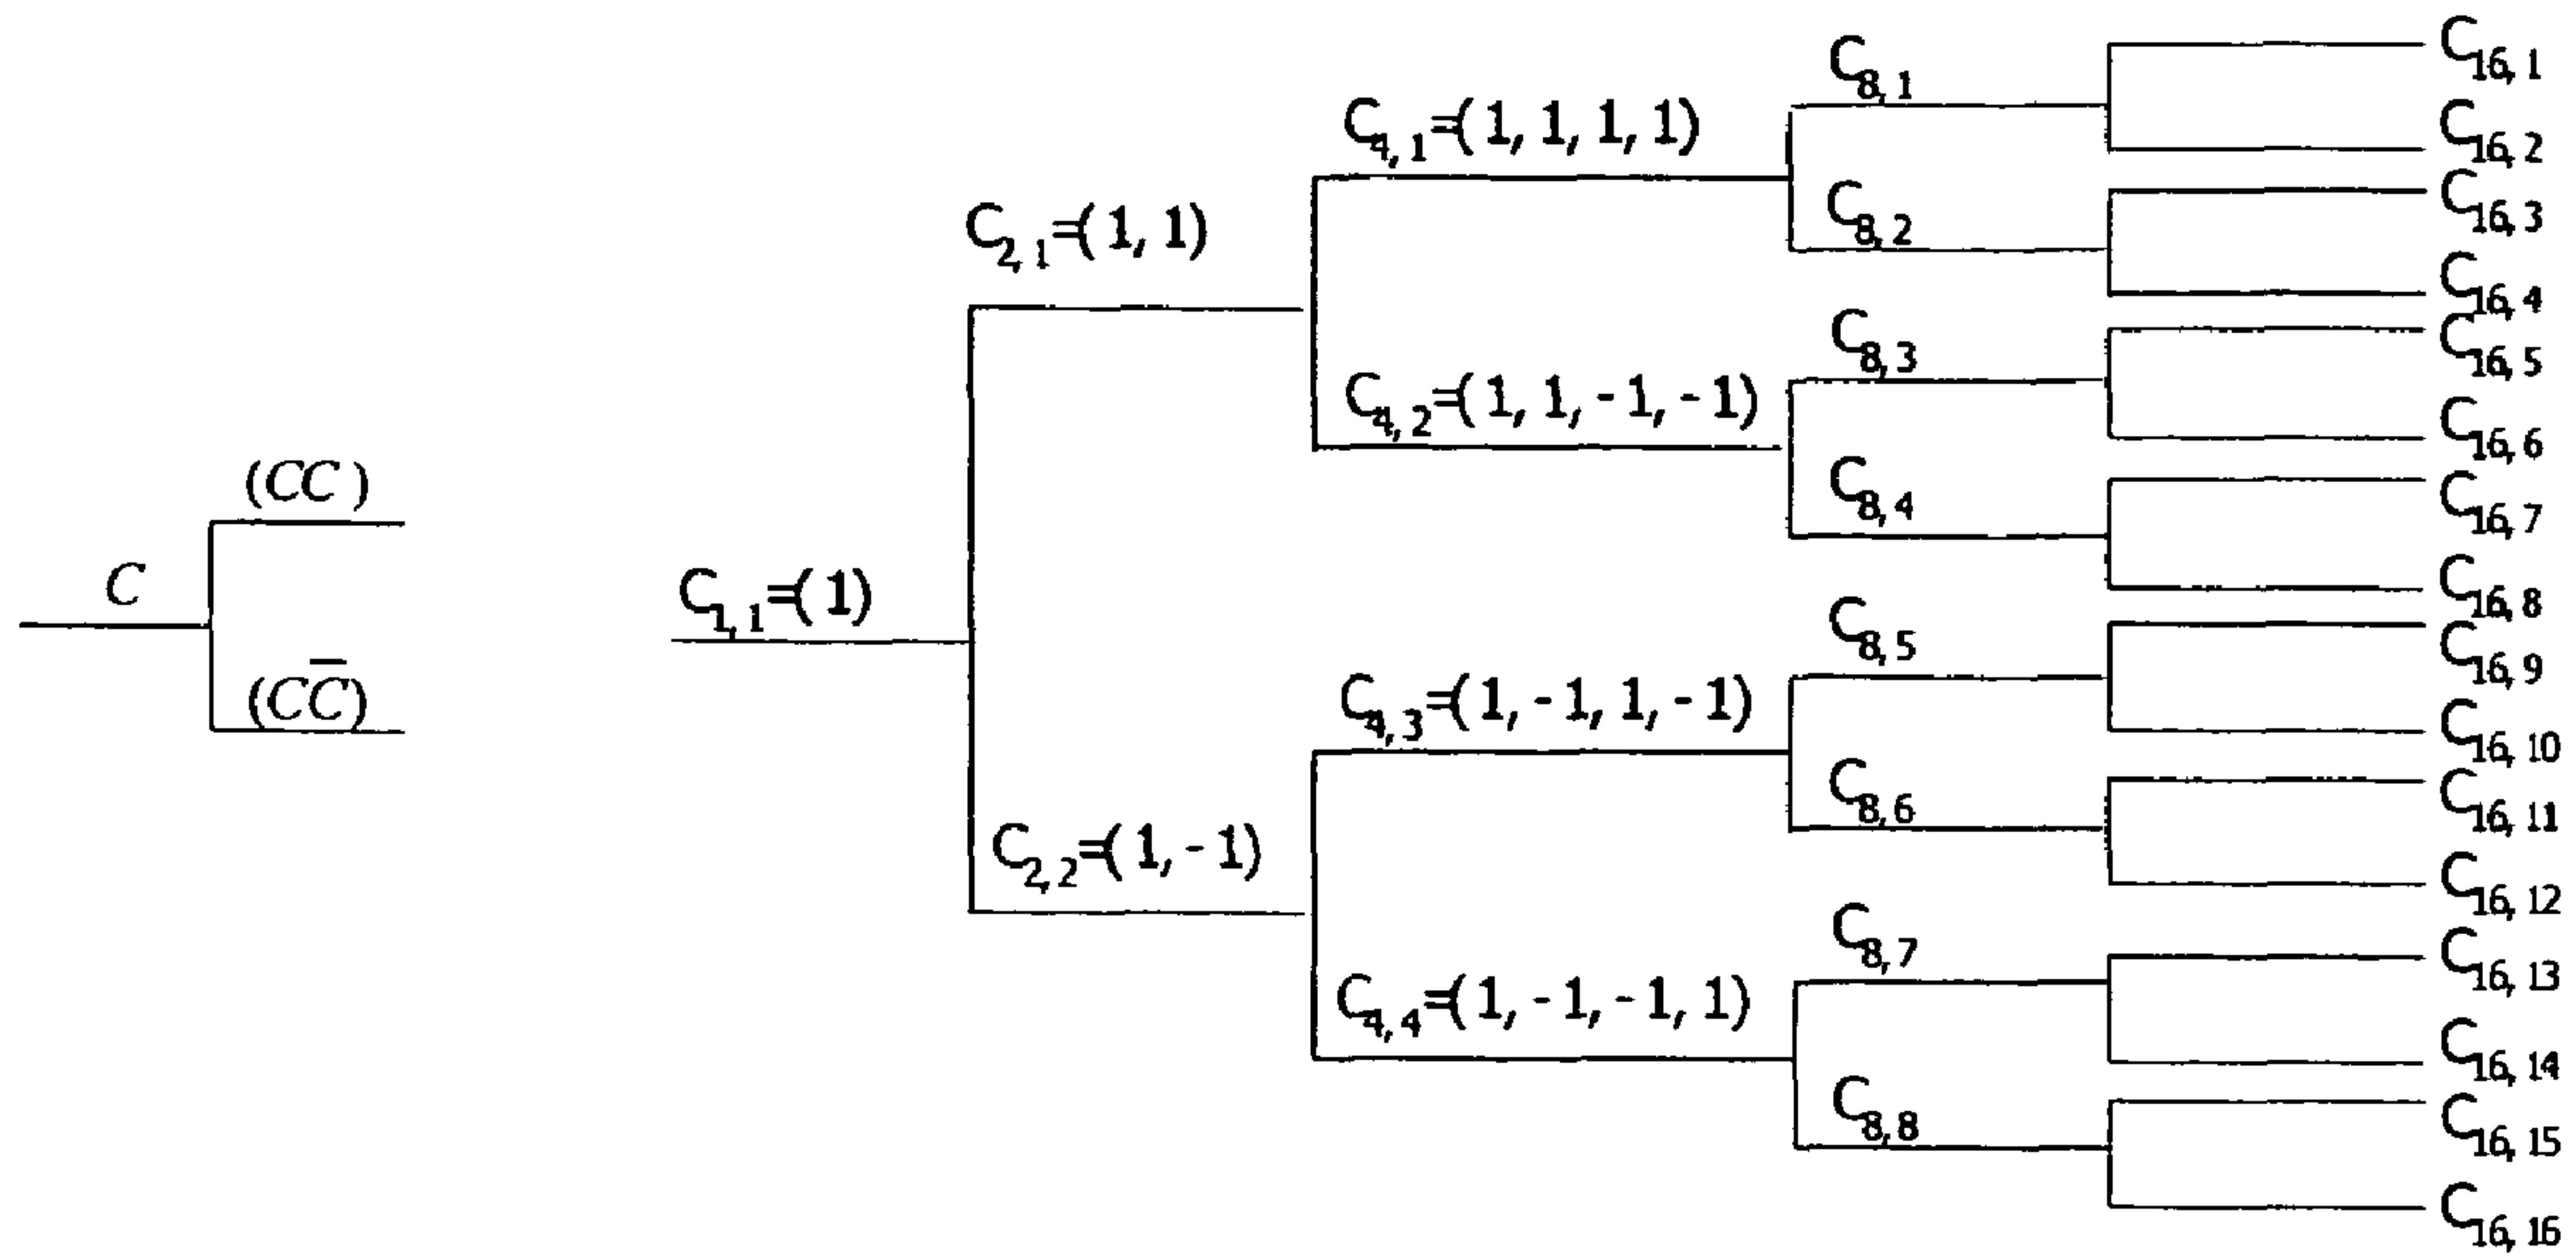 C
(CC)
(CC̅)
C1,1=(1)
C2,1=(1, 1)
C2,2=(1, -1)
C4,1=(1, 1, 1, 1)
C4,2=(1, 1, -1, -1)
C4,3=(1, -1, 1, -1)
C4,4=(1, -1, -1, 1)
C8,1
C8,2
C8,3
C8,4
C8,5
C8,6
C8,7
C8,8
C16,1
C16,2
C16,3
C16,4
C16,5
C16,6
C16,7
C16,8
C16,9
C16,10
C16,11
C16,12
C16,13
C16,14
C16,15
C16,16